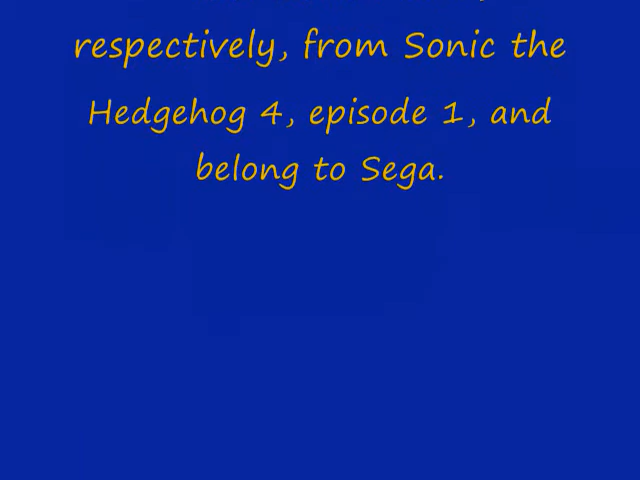 respectively, from Sonic the
Hedgehog 4, episode 1, and
belong to Sega.